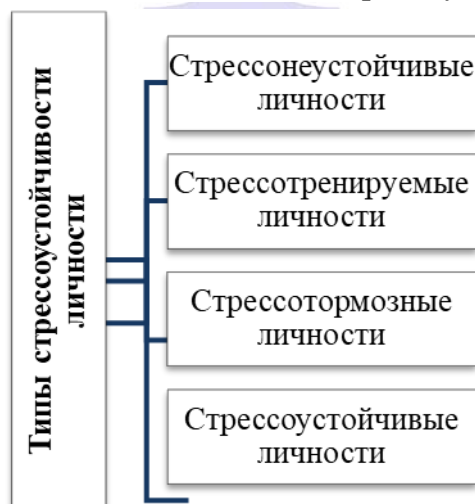 Типы стрессоустойчивости
личности
Стрессонеустойчивые
личности
Стрессотренируемые
личности
Стрессотормозные
личности
Стрессоустойчивые
личности